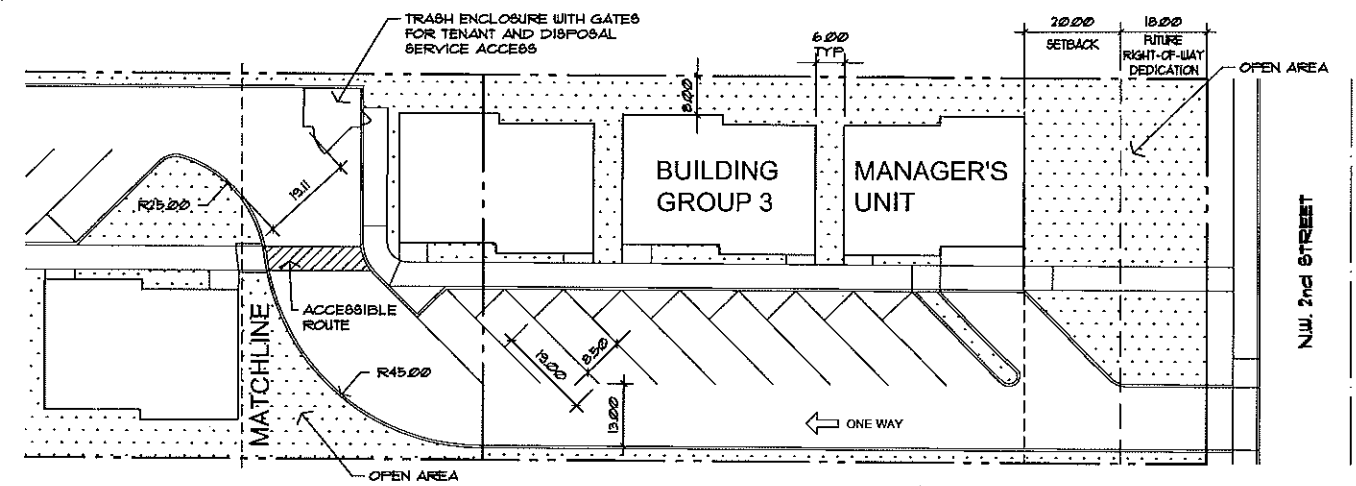 TRASH ENCLOSURE WITH GATES
FOR TENANT AND DISPOSAL
SERVICE ACCESS
6.00
TYP.
20.00
SETBACK
18.00
FUTURE
RIGHT-OF-WAY
DEDICATION
OPEN AREA
8.00
BUILDING
GROUP 3
MANAGER'S
UNIT
R25.00
19.11
N.W. 2nd STREET
ACCESSIBLE
ROUTE
MATCHLINE
R45.00
19.00
8.50
13.00
ONE WAY
OPEN AREA